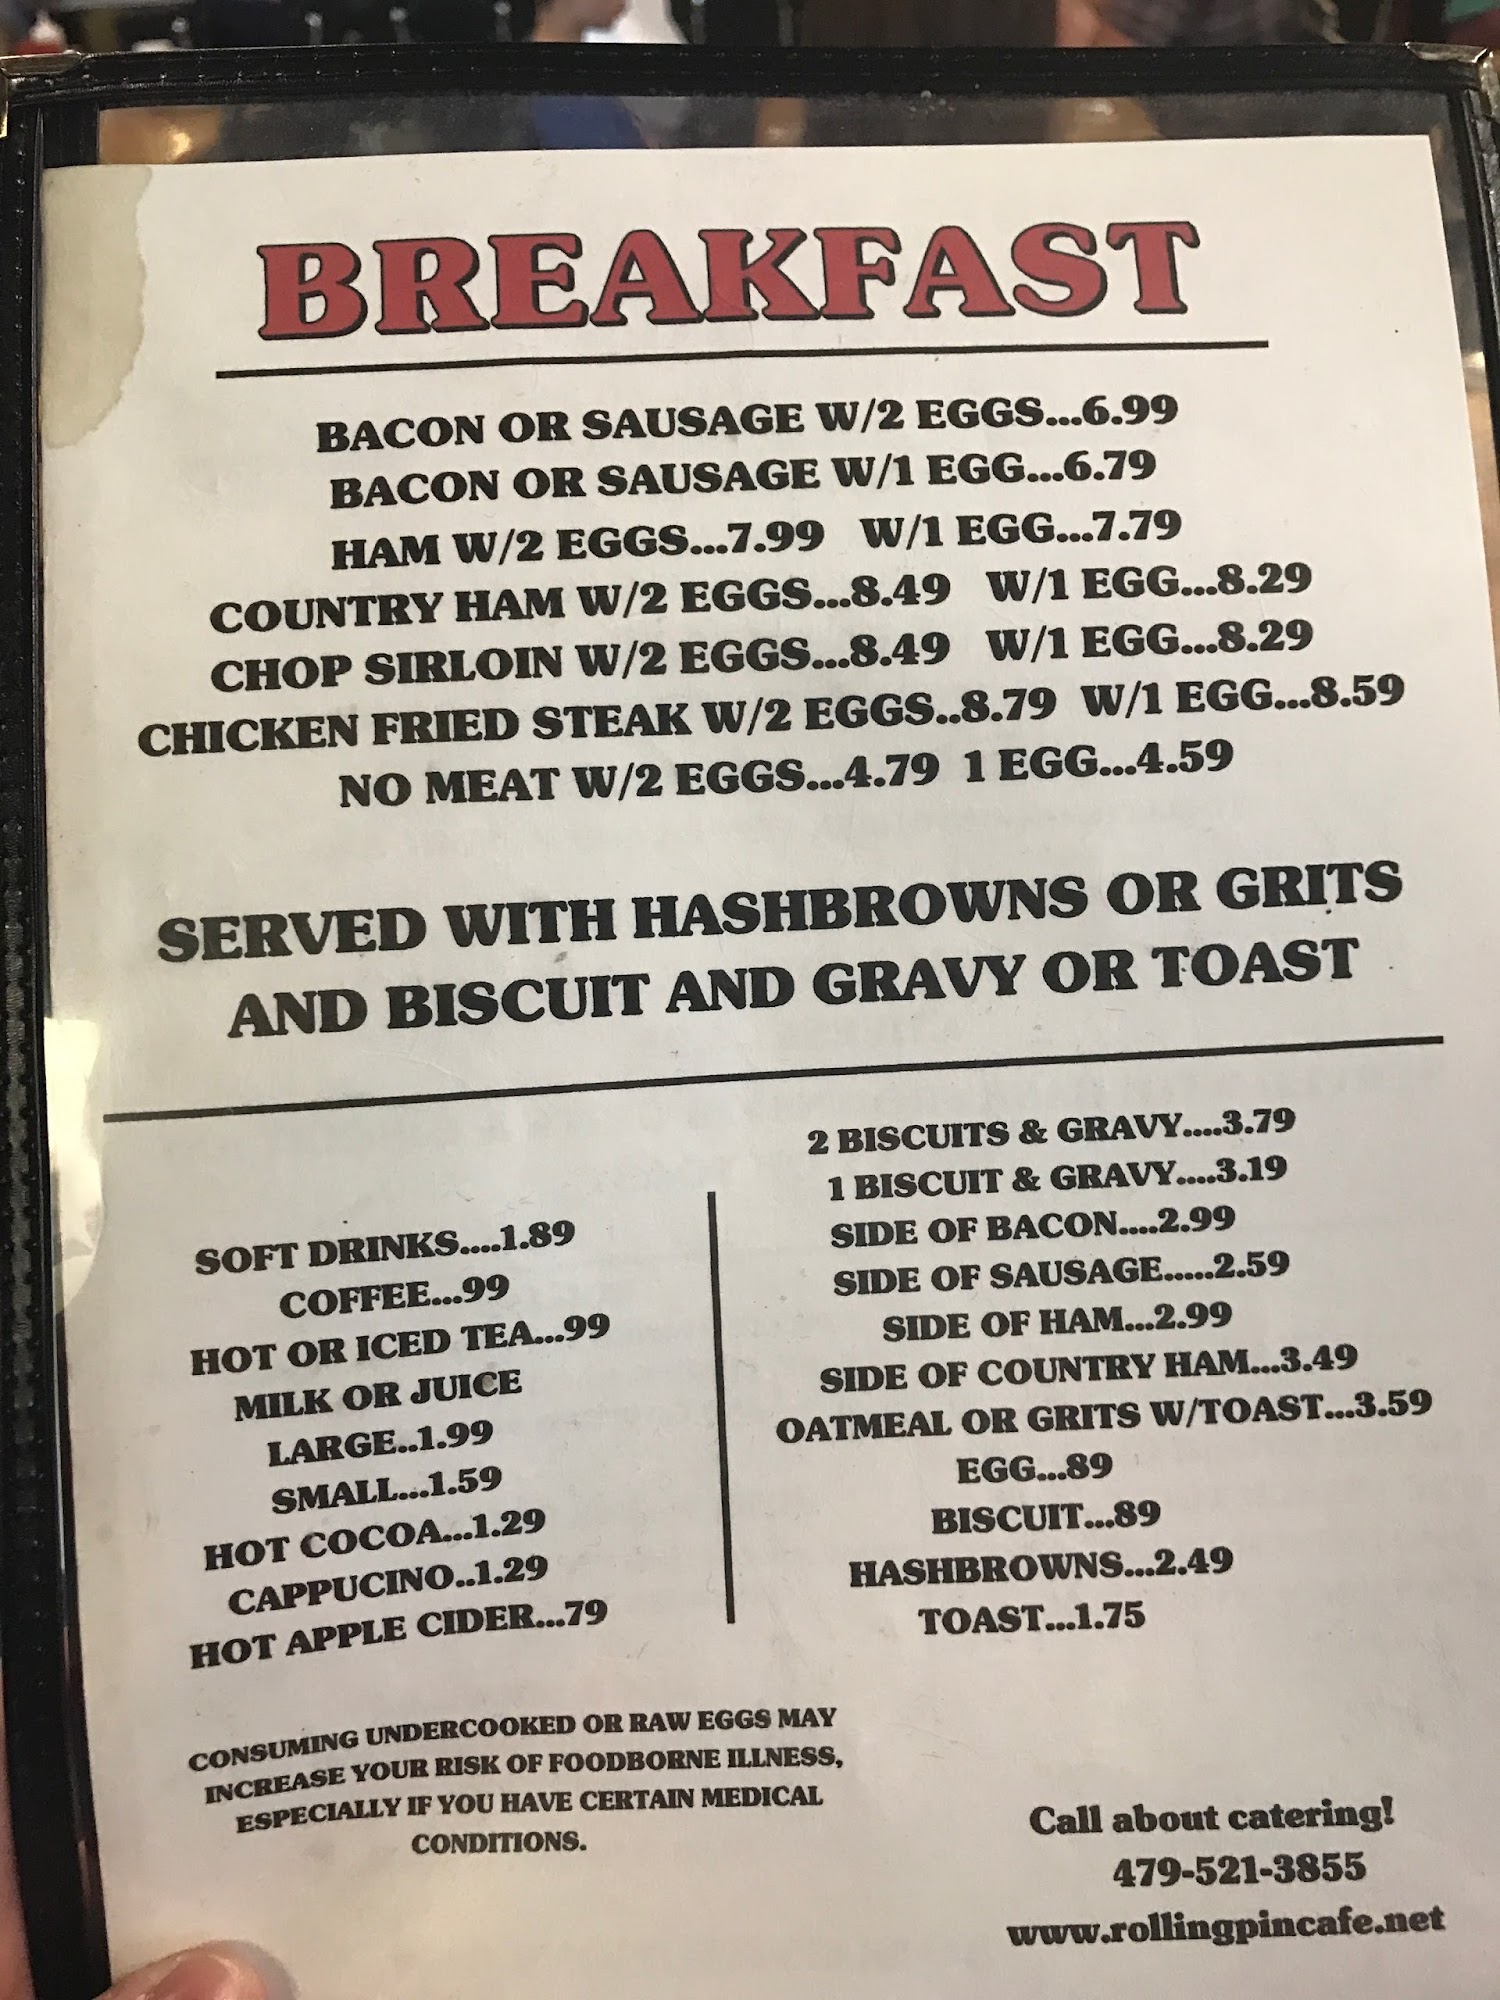 BREAKFAST
BACON OR SAUSAGE W/2 EGGS...6.99
BACON OR SAUSAGE W/1 EGG...6.79
HAM W/2 EGGS...7.99 W/1 EGG...7.79
COUNTRY HAM W/2 EGGS...8.49 W/1 EGG...8.29
CHOP SIRLOIN W/2 EGGS...8.49 W/1 EGG...8.29
CHICKEN FRIED STEAK W/2 EGGS..8.79 W/1 EGG...8.59
NO MEAT W/2 EGGS...4.79 1 EGG...4.59
SERVED WITH HASHBROWNS OR GRITS
AND BISCUIT AND GRAVY OR TOAST
SOFT DRINKS....1.89
COFFEE...99
HOT OR ICED TEA...99
MILK OR JUICE
LARGE..1.99
SMALL...1.59
HOT COCOA...1.29
CAPPUCINO..1.29
HOT APPLE CIDER...79
2 BISCUITS & GRAVY....3.79
1 BISCUIT & GRAVY....3.19
SIDE OF BACON....2.99
SIDE OF SAUSAGE.....2.59
SIDE OF HAM...2.99
SIDE OF COUNTRY HAM...3.49
OATMEAL OR GRITS W/TOAST...3.59
EGG...89
BISCUIT...89
HASHBROWNS...2.49
TOAST...1.75
CONSUMING UNDERCOOKED OR RAW EGGS MAY
INCREASE YOUR RISK OF FOODBORNE ILLNESS,
ESPECIALLY IF YOU HAVE CERTAIN MEDICAL
CONDITIONS.
Call about catering!
479-521-3855
www.rollingpincafe.net